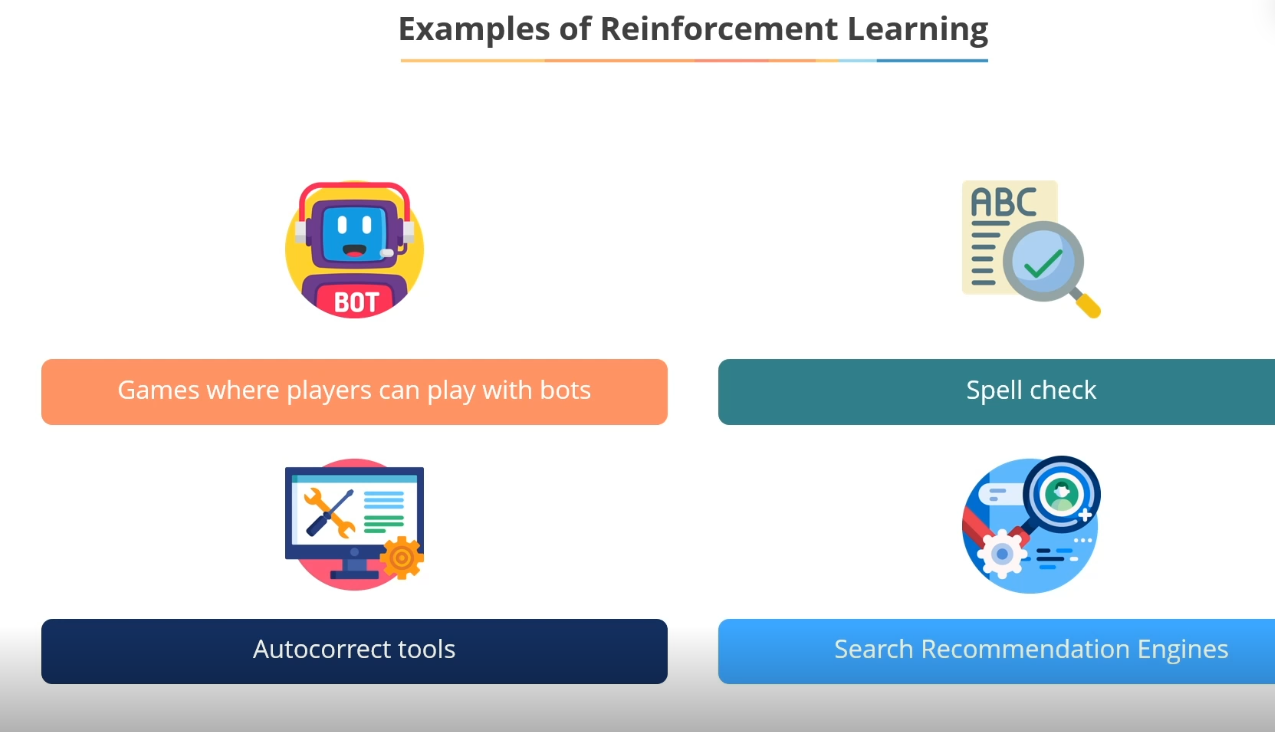 Examples of Reinforcement Learning
BOT
ABC
Games where players can play with bots
Spell check
Autocorrect tools
Search Recommendation Engines